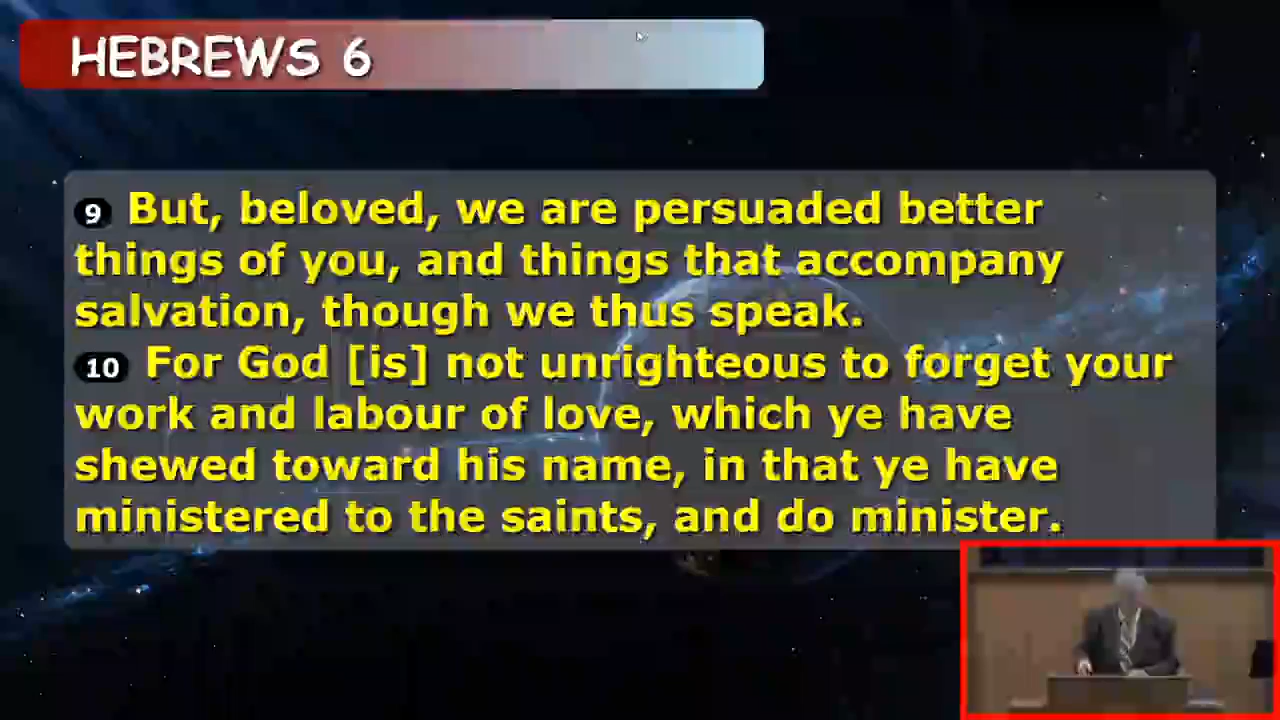 HEBREWS 6
9 But, beloved, we are persuaded better
things of you, and things that accompany
salvation, though we thus speak.
10 For God [is] not unrighteous to forget your
work and labour of love, which ye have
shewed toward his name, in that ye have
ministered to the saints, and do minister.